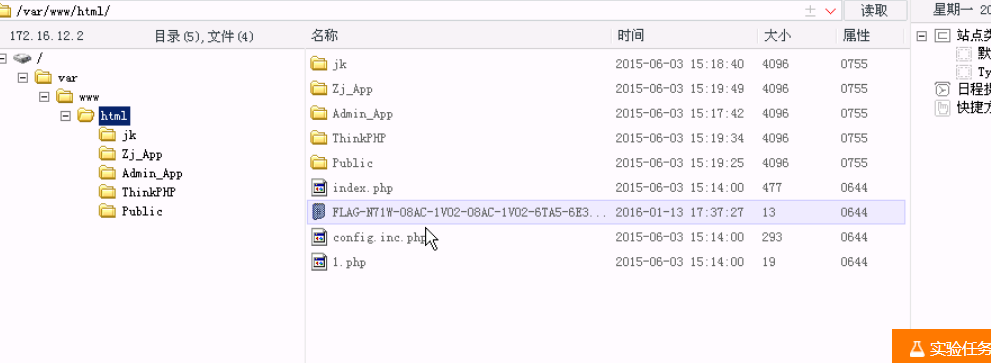 /var/www/html/ 读取 星期一 20
172.16.12.2 目录(5),文件(4) 名称 时间 大小 属性
/
var
www
html
jk
Zj_App
Admin_App
ThinkPHP
Public
jk 2015-06-03 15:18:40 4096 0755
Zj_App 2015-06-03 15:19:49 4096 0755
Admin_App 2015-06-03 15:17:42 4096 0755
ThinkPHP 2015-06-03 15:19:34 4096 0755
Public 2015-06-03 15:19:25 4096 0755
index.php 2015-06-03 15:14:00 477 0644
FLAG-N71W-08AC-1V02-08AC-1V02-6TA5-6E3... 2016-01-13 17:37:27 13 0644
config.inc.php 2015-06-03 15:14:00 293 0644
1.php 2015-06-03 15:14:00 19 0644
站点类
默
Ty
日程提
快捷方
实验任务